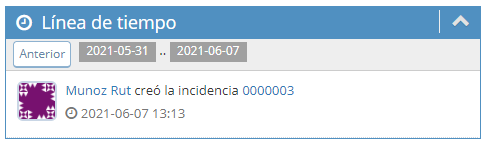 Línea de tiempo
Anterior 2021-05-31 .. 2021-06-07
Munoz Rut creó la incidencia 0000003
2021-06-07 13:13